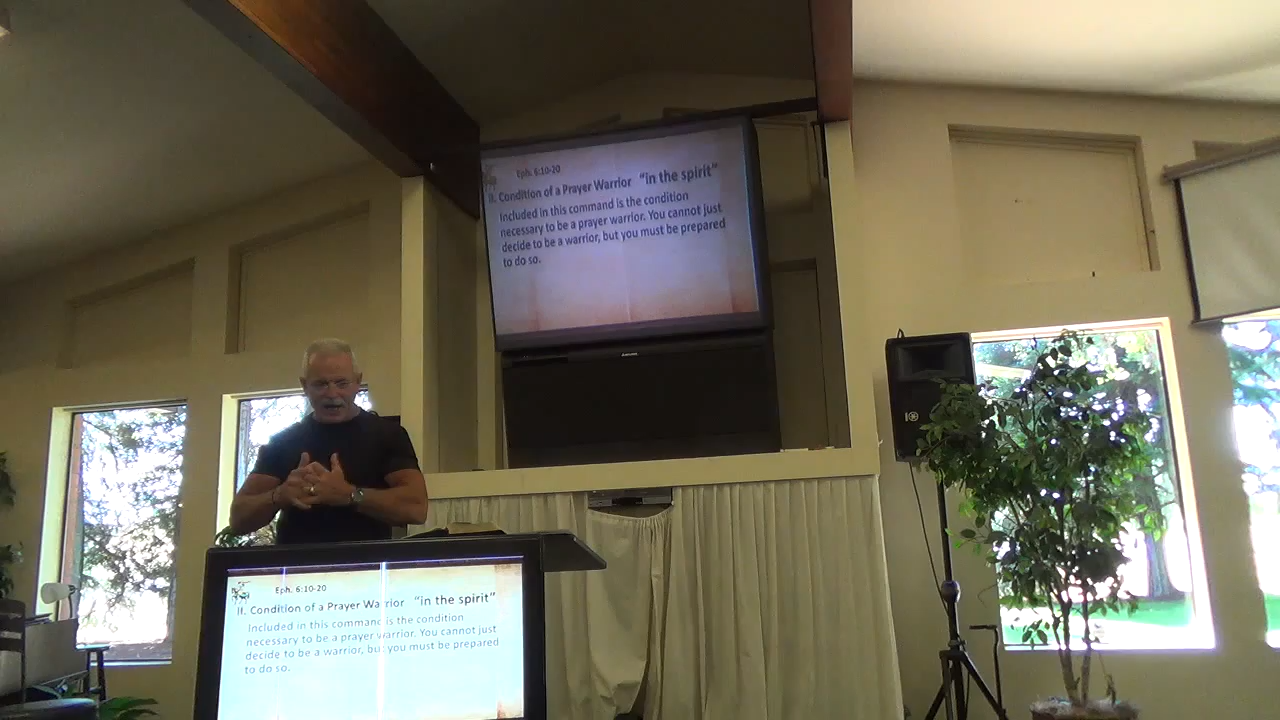 Eph. 6:10-20
II. Condition of a Prayer Warrior "in the spirit"
Included in this command is the condition
necessary to be a prayer warrior. You cannot just
decide to be a warrior, but you must be prepared
to do so.
Eph. 6:10-20
II. Condition of a Prayer Warrior "in the spirit"
Included in this command is the condition
necessary to be a prayer warrior. You cannot just
decide to be a warrior, but you must be prepared
to do so.